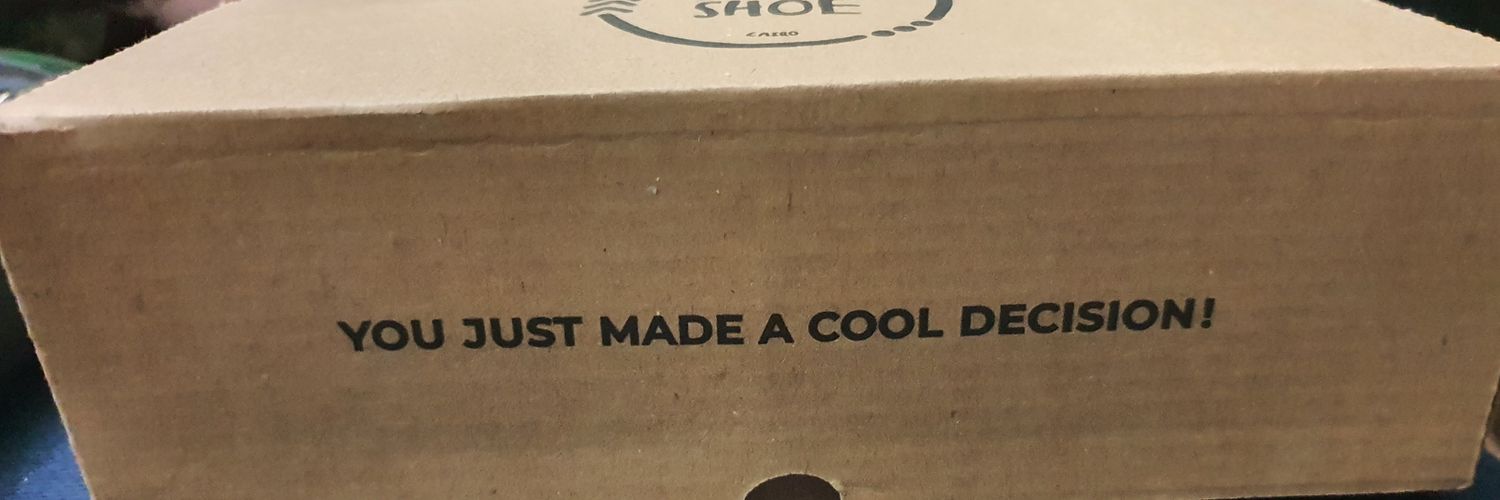 SHOE
CAIRO
YOU JUST MADE A COOL DECISION!